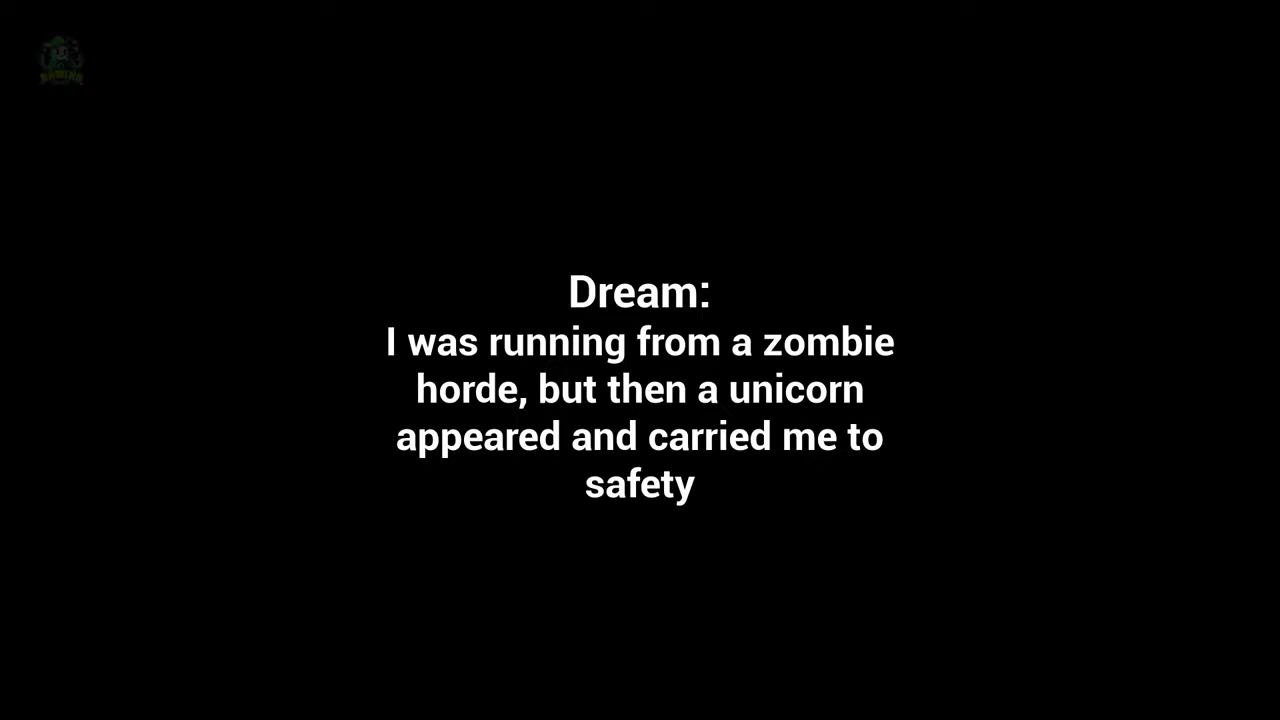 Dream:
I was running from a zombie
horde, but then a unicorn
appeared and carried me to
safety